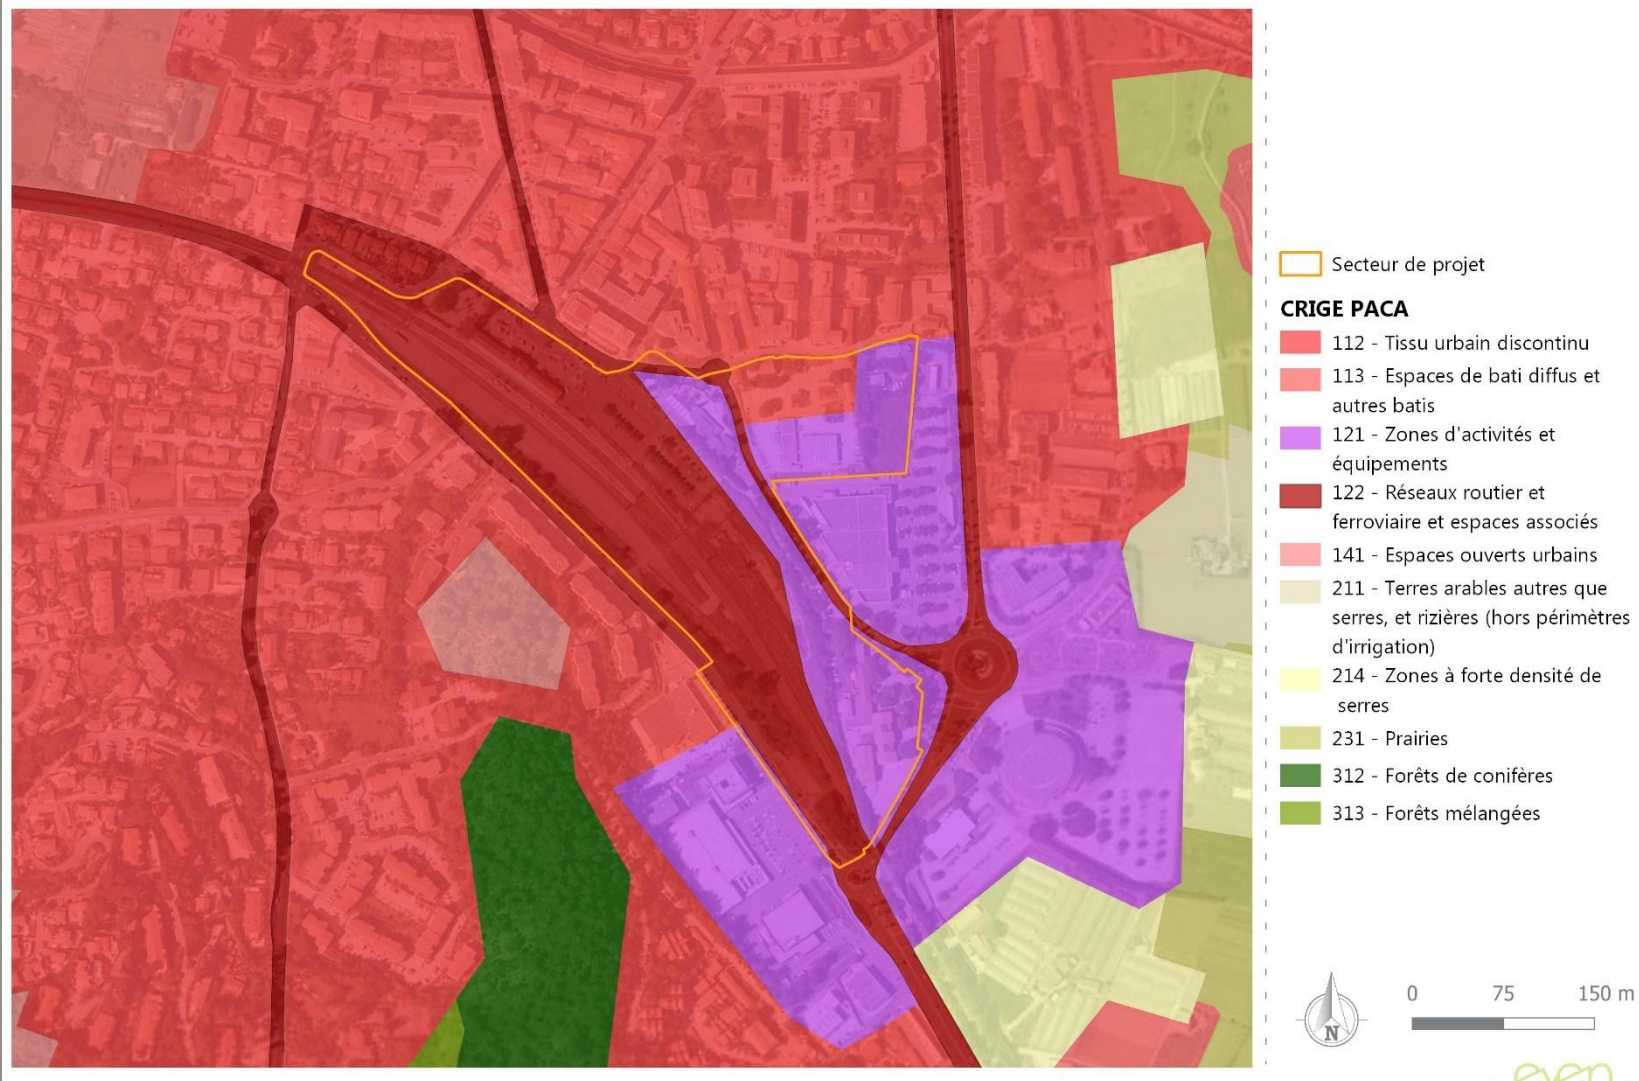 Secteur de projet
CRIGE PACA
112 - Tissu urbain discontinu
113 - Espaces de bati diffus et
autres batis
121 - Zones d'activités et
équipements
122 - Réseaux routier et
ferroviaire et espaces associés
141 - Espaces ouverts urbains
211 - Terres arables autres que
serres, et rizières (hors périmètres
d'irrigation)
214 - Zones à forte densité de
serres
231 - Prairies
312 - Forêts de conifères
313 - Forêts mélangées
0 75 150 m
N
even